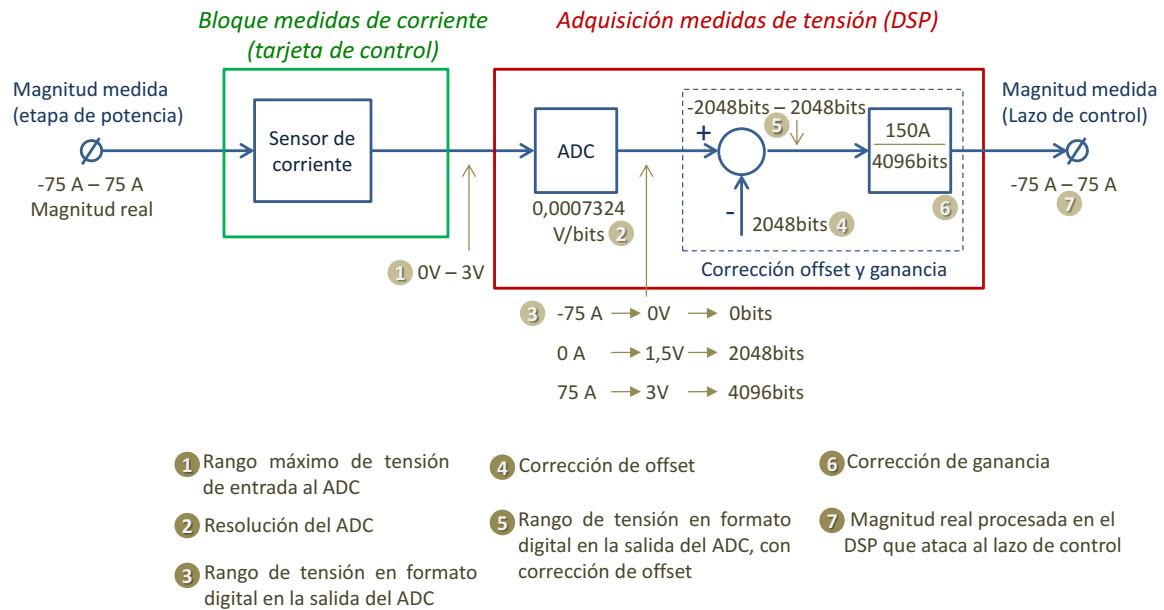 Bloque medidas de corriente
(tarjeta de control)
Adquisición medidas de tensión (DSP)
Magnitud medida
(etapa de potencia)
-75 A – 75 A
Magnitud real
Sensor de
corriente
1 0V – 3V
ADC
0,0007324
V/bits 2
-2048bits – 2048bits
5
+
-
2048bits 4
150A
4096bits
6
Corrección offset y ganancia
Magnitud medida
(Lazo de control)
-75 A – 75 A
7
3 -75 A 0V 0bits
0 A 1,5V 2048bits
75 A 3V 4096bits
1 Rango máximo de tensión
de entrada al ADC
2 Resolución del ADC
3 Rango de tensión en formato
digital en la salida del ADC
4 Corrección de offset
5 Rango de tensión en formato
digital en la salida del ADC, con
corrección de offset
6 Corrección de ganancia
7 Magnitud real procesada en el
DSP que ataca al lazo de control